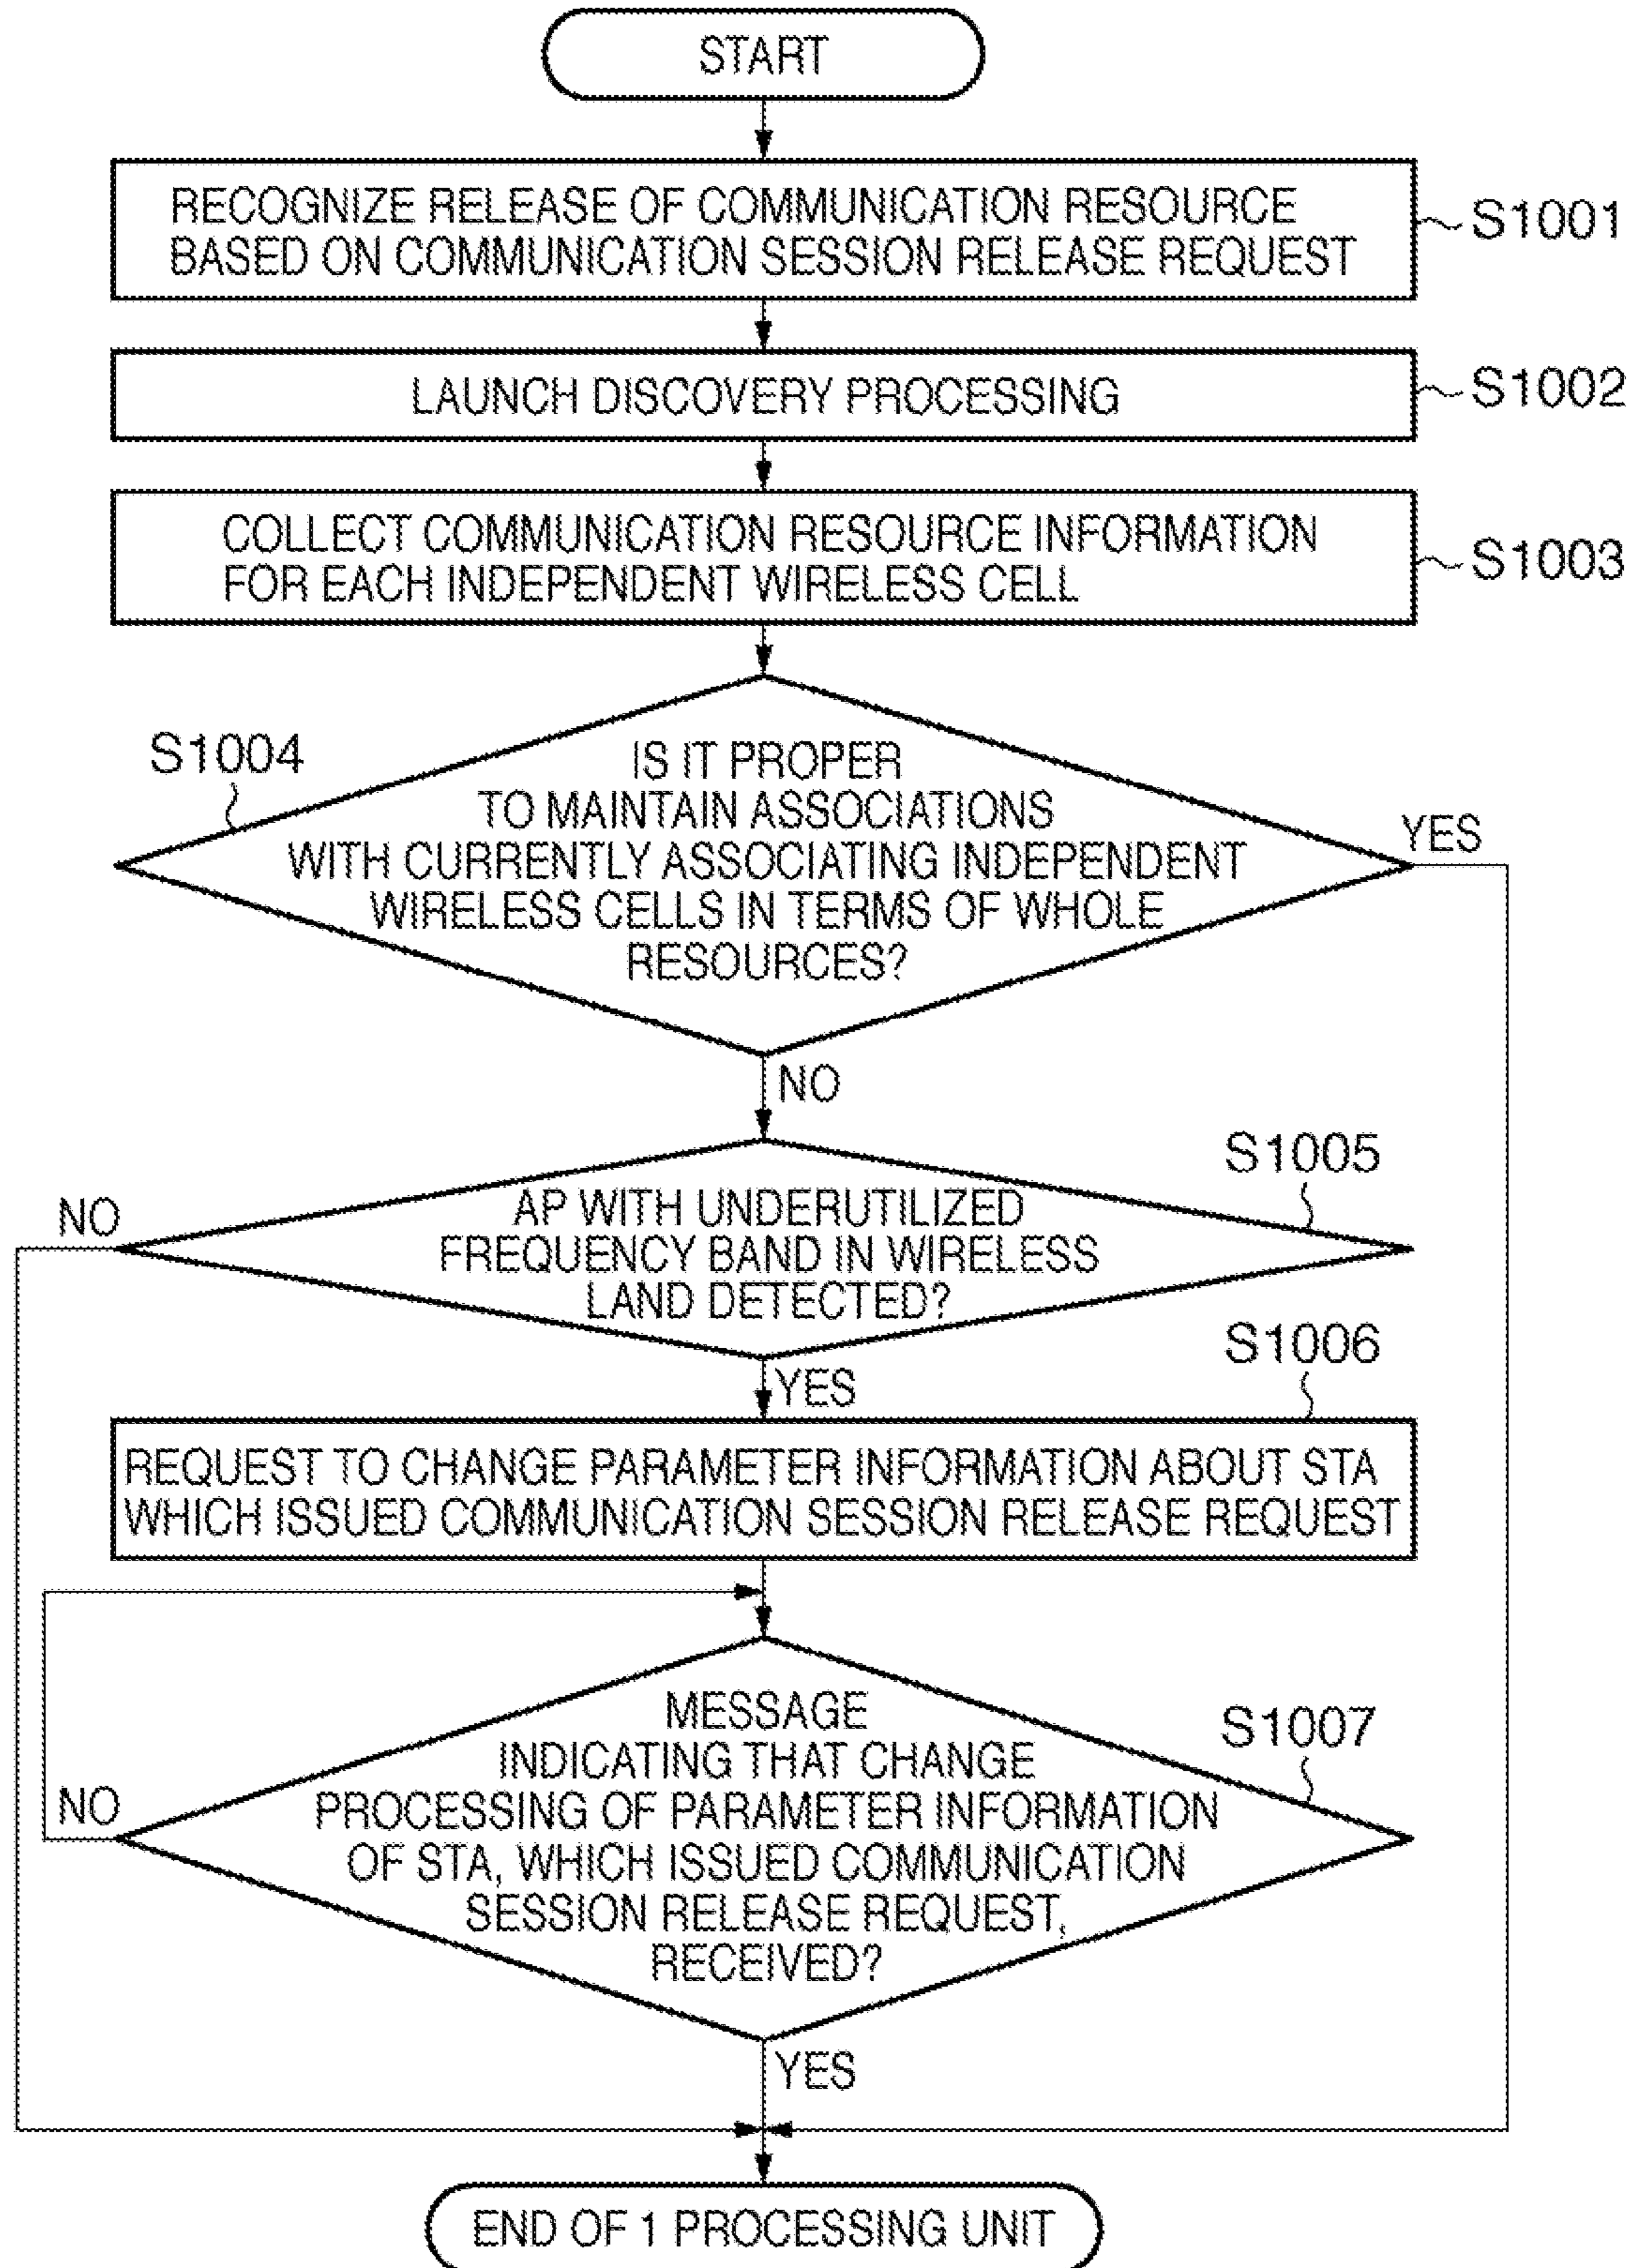 START
RECOGNIZE RELEASE OF COMMUNICATION RESOURCE
BASED ON COMMUNICATION SESSION RELEASE REQUEST
S1001
LAUNCH DISCOVERY PROCESSING
S1002
COLLECT COMMUNICATION RESOURCE INFORMATION
FOR EACH INDEPENDENT WIRELESS CELL
S1003
S1004
IS IT PROPER
TO MAINTAIN ASSOCIATIONS
WITH CURRENTLY ASSOCIATING INDEPENDENT
WIRELESS CELLS IN TERMS OF WHOLE
RESOURCES?
YES
NO
S1005
NO
AP WITH UNDERUTILIZED
FREQUENCY BAND IN WIRELESS
LAND DETECTED?
YES
S1006
REQUEST TO CHANGE PARAMETER INFORMATION ABOUT STA
WHICH ISSUED COMMUNICATION SESSION RELEASE REQUEST
S1007
NO
MESSAGE
INDICATING THAT CHANGE
PROCESSING OF PARAMETER INFORMATION
OF STA, WHICH ISSUED COMMUNICATION
SESSION RELEASE REQUEST,
RECEIVED?
YES
END OF 1 PROCESSING UNIT